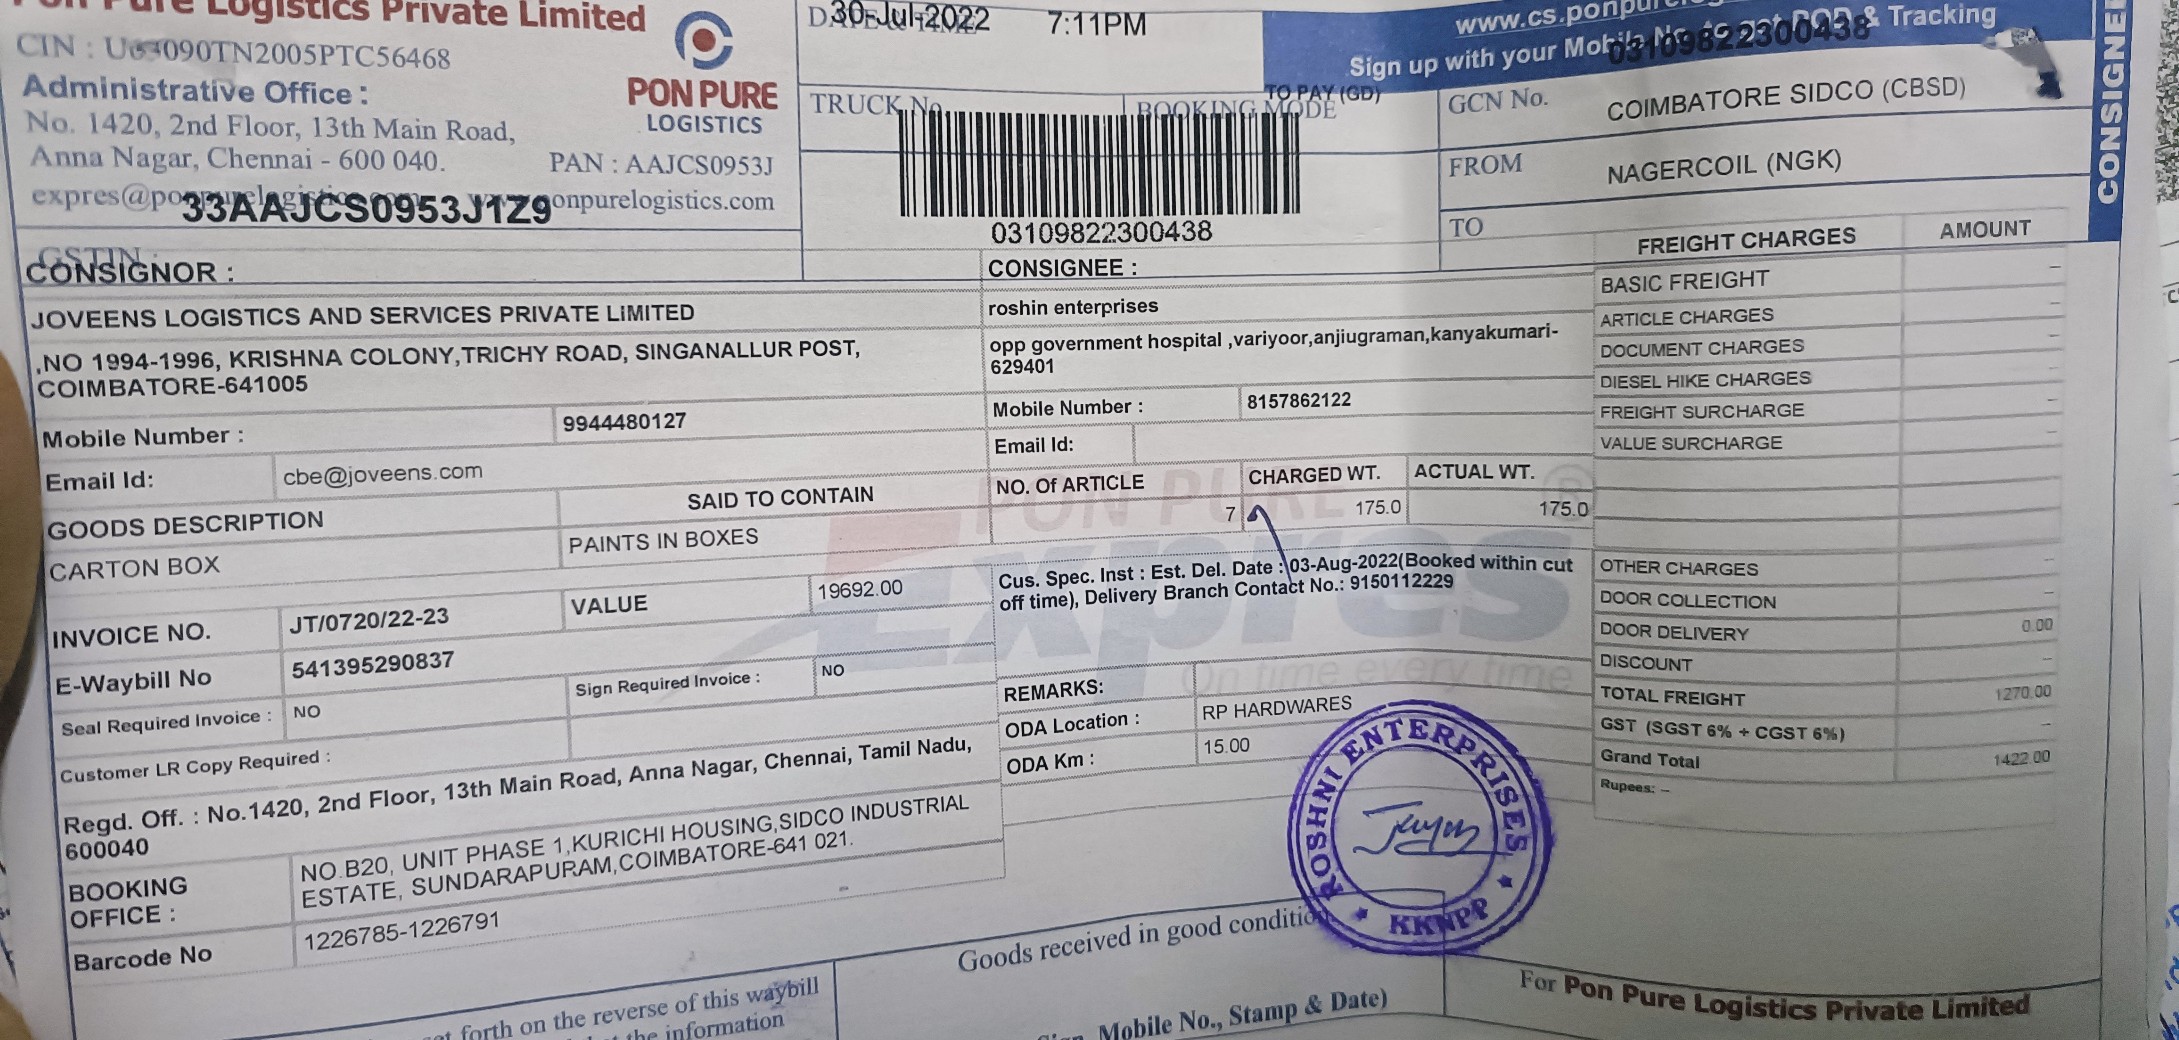 Pure Logistics Private Limited
CIN : U63090TN2005PTC56468
Administrative Office :
No. 1420, 2nd Floor, 13th Main Road,
Anna Nagar, Chennai - 600 040.
PAN : AAJCS0953J
33AAJCS0953J1Z9
onpurelogistics.com
GSTIN :
PON PURE
LOGISTICS
30-Jul-2022 7:11PM
TRUCK No.
BOOKING MODE
TO PAY (GD)
03109822300438
www.cs.ponpure
Sign up with your Mobile No. to get POD & Tracking
03109822300438
GCN No.
COIMBATORE SIDCO (CBSD)
FROM
NAGERCOIL (NGK)
TO
CONSIGNEE
CONSIGNOR :
JOVEENS LOGISTICS AND SERVICES PRIVATE LIMITED
,NO 1994-1996, KRISHNA COLONY,TRICHY ROAD, SINGANALLUR POST,
COIMBATORE-641005
Mobile Number : 9944480127
Email Id: cbe@joveens.com
CONSIGNEE :
roshin enterprises
opp government hospital ,variyoor,anjiugraman,kanyakumari-
629401
Mobile Number : 8157862122
Email Id:
GOODS DESCRIPTION
SAID TO CONTAIN
NO. Of ARTICLE
CHARGED WT.
ACTUAL WT.
CARTON BOX
PAINTS IN BOXES
7
175.0
175.0
INVOICE NO. JT/0720/22-23
VALUE 19692.00
E-Waybill No 541395290837
Seal Required Invoice : NO
Sign Required Invoice : NO
Customer LR Copy Required :
Cus. Spec. Inst : Est. Del. Date : 03-Aug-2022(Booked within cut
off time), Delivery Branch Contact No.: 9150112229
PON PURE
Expres
On time every time
REMARKS:
ODA Location : RP HARDWARES
ODA Km : 15.00
Regd. Off. : No.1420, 2nd Floor, 13th Main Road, Anna Nagar, Chennai, Tamil Nadu,
600040
BOOKING
OFFICE :
NO.B20, UNIT PHASE 1,KURICHI HOUSING,SIDCO INDUSTRIAL
ESTATE, SUNDARAPURAM,COIMBATORE-641 021.
Barcode No 1226785-1226791
FREIGHT CHARGES AMOUNT
BASIC FREIGHT –
ARTICLE CHARGES –
DOCUMENT CHARGES –
DIESEL HIKE CHARGES –
FREIGHT SURCHARGE –
VALUE SURCHARGE –
OTHER CHARGES –
DOOR COLLECTION –
DOOR DELIVERY 0.00
DISCOUNT –
TOTAL FREIGHT 1270.00
GST (SGST 6% + CGST 6%) –
Grand Total 1422.00
Rupees: –
ROSHNI ENTERPRISES
KKNPP
forth on the reverse of this waybill
the information
Goods received in good condition
Mobile No., Stamp & Date)
For Pon Pure Logistics Private Limited